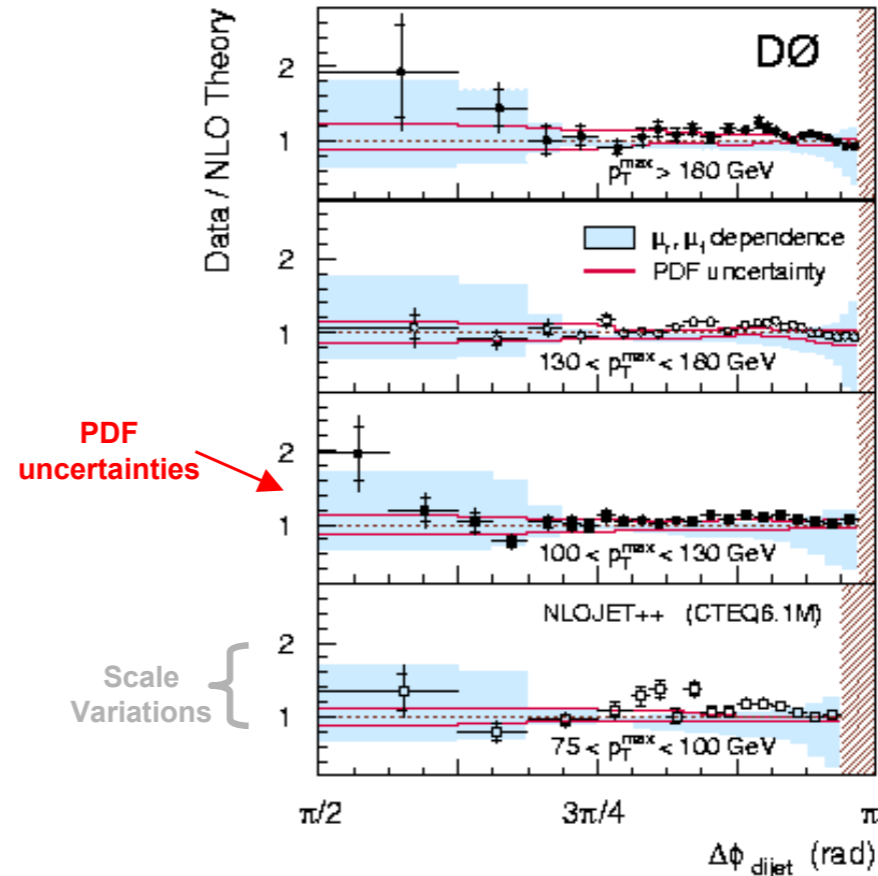 Data / NLO Theory
DØ
2
1
p_T^max > 180 GeV
2
μ_r, μ_f dependence
PDF uncertainty
1
130 < p_T^max < 180 GeV
PDF
uncertainties
2
1
100 < p_T^max < 130 GeV
NLOJET++ (CTEQ6.1M)
2
Scale
Variations
1
75 < p_T^max < 100 GeV
π/2 3π/4 π
Δϕ_dijet (rad)